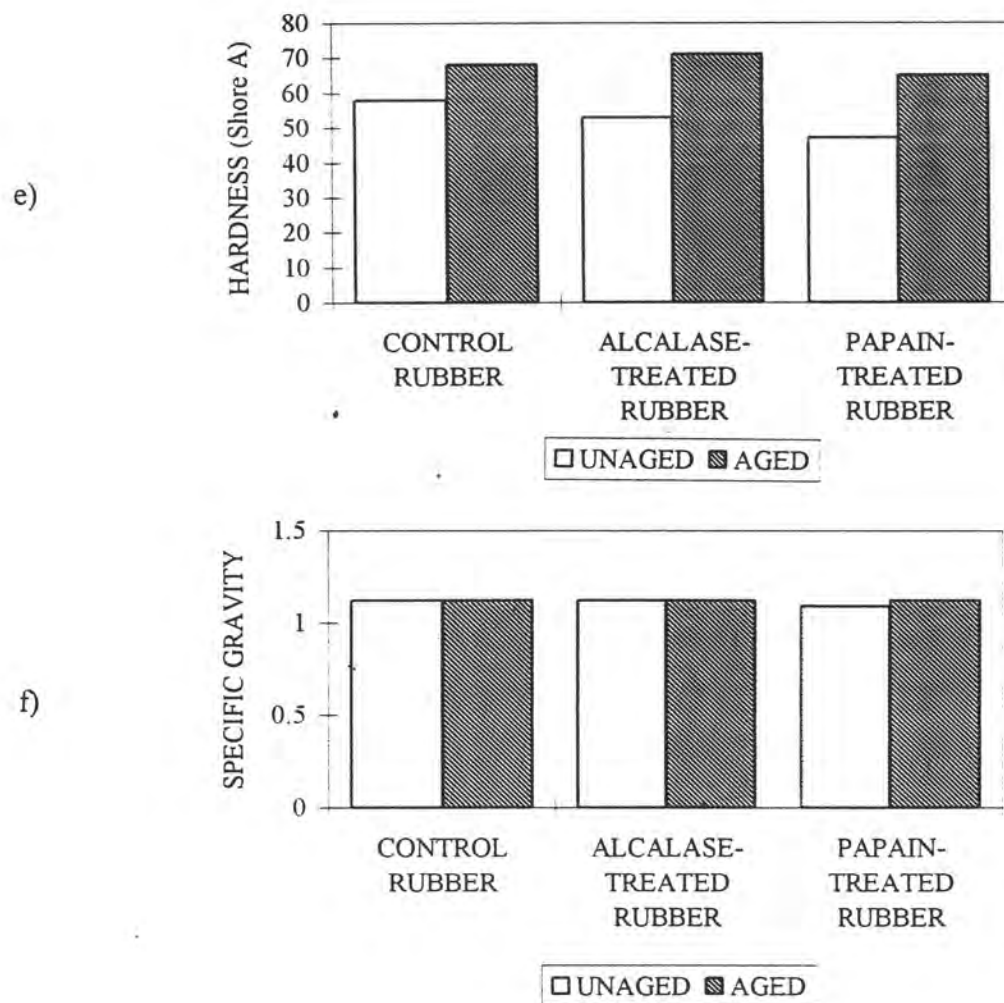 e)
HARDNESS (Shore A)
80
70
60
50
40
30
20
10
0
CONTROL
RUBBER
ALCALASE-
TREATED
RUBBER
PAPAIN-
TREATED
RUBBER
UNAGED AGED
f)
SPECIFIC GRAVITY
1.5
1
0.5
0
CONTROL
RUBBER
ALCALASE-
TREATED
RUBBER
PAPAIN-
TREATED
RUBBER
UNAGED AGED